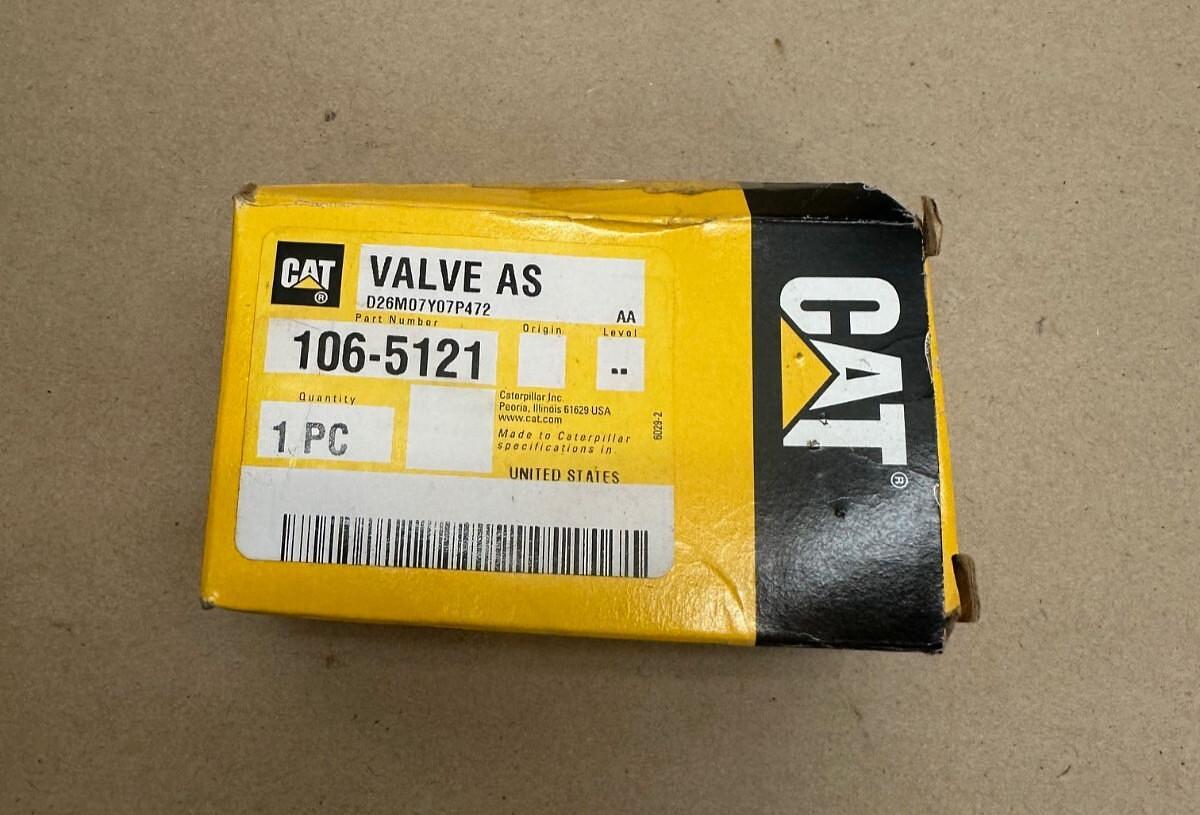 CAT
®
VALVE AS
D26M07Y07P472
AA
Part Number
Origin
Level
106-5121
--
Quantity
1 PC
Caterpillar Inc.
Peoria, Illinois 61629 USA
www.cat.com
Made to Caterpillar
specifications in
UNITED STATES
6029-2
CAT
®